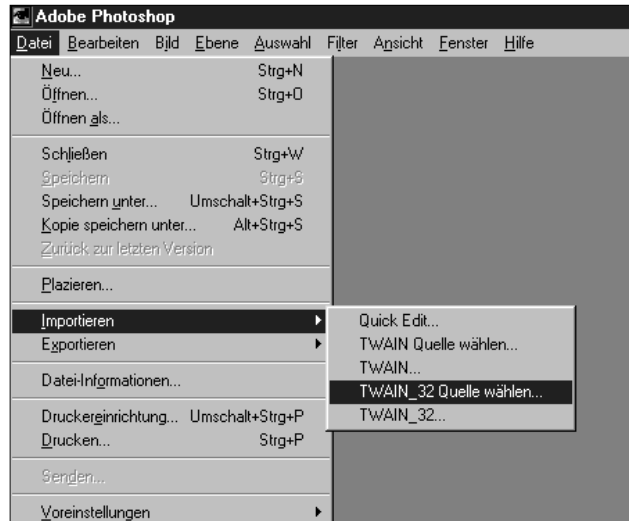 Adobe Photoshop
Datei Bearbeiten Bild Ebene Auswahl Filter Ansicht Fenster Hilfe
Neu... Strg+N
Öffnen... Strg+O
Öffnen als...
Schließen Strg+W
Speichern Strg+S
Speichern unter... Umschalt+Strg+S
Kopie speichern unter... Alt+Strg+S
Zurück zur letzten Version
Plazieren...
Importieren
Exportieren
Datei-Informationen...
Druckereinrichtung... Umschalt+Strg+P
Drucken... Strg+P
Senden...
Voreinstellungen
Quick Edit...
TWAIN Quelle wählen...
TWAIN...
TWAIN_32 Quelle wählen...
TWAIN_32...